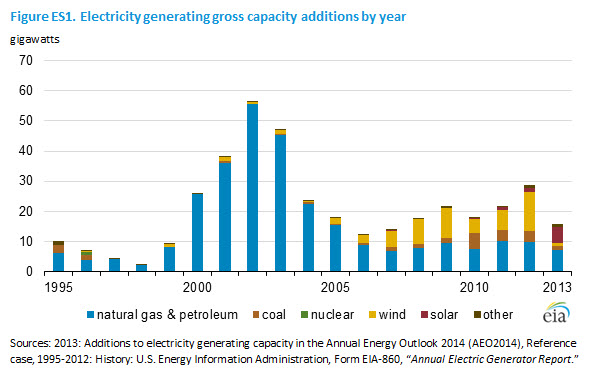 Figure ES1. Electricity generating gross capacity additions by year
gigawatts
70
60
50
40
30
20
10
0
1995 2000 2005 2010 2013
natural gas & petroleum coal nuclear wind solar other
eia
Sources: 2013: Additions to electricity generating capacity in the Annual Energy Outlook 2014 (AEO2014), Reference
case, 1995-2012: History: U.S. Energy Information Administration, Form EIA-860, “Annual Electric Generator Report.”